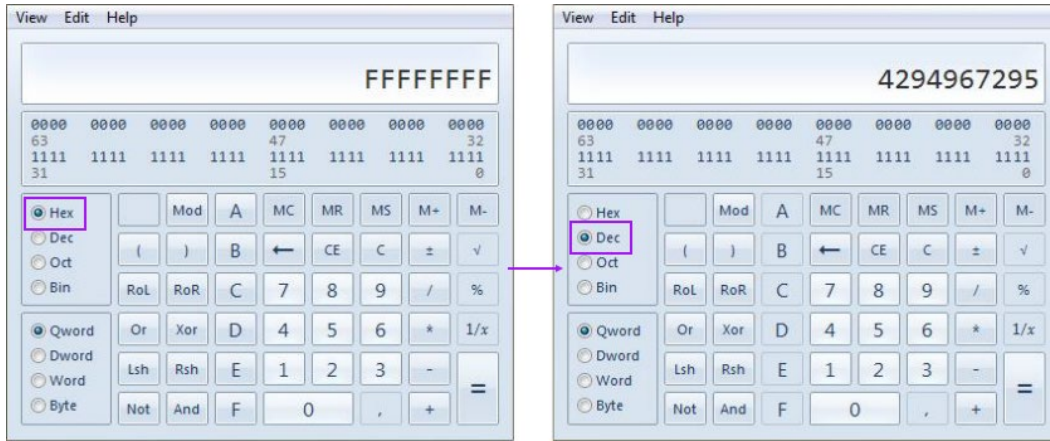 View Edit Help
FFFFFFFF
0000 0000 0000 0000 0000 0000 0000 0000
63 47 32
1111 1111 1111 1111 1111 1111 1111 1111
31 15 0
Hex
Dec
Oct
Bin
Qword
Dword
Word
Byte
Mod A MC MR MS M+ M-
( ) B ← CE C ± √
RoL RoR C 7 8 9 / %
Or Xor D 4 5 6 * 1/x
Lsh Rsh E 1 2 3 - =
Not And F 0 , +
View Edit Help
4294967295
0000 0000 0000 0000 0000 0000 0000 0000
63 47 32
1111 1111 1111 1111 1111 1111 1111 1111
31 15 0
Hex
Dec
Oct
Bin
Qword
Dword
Word
Byte
Mod A MC MR MS M+ M-
( ) B ← CE C ± √
RoL RoR C 7 8 9 / %
Or Xor D 4 5 6 * 1/x
Lsh Rsh E 1 2 3 - =
Not And F 0 , +